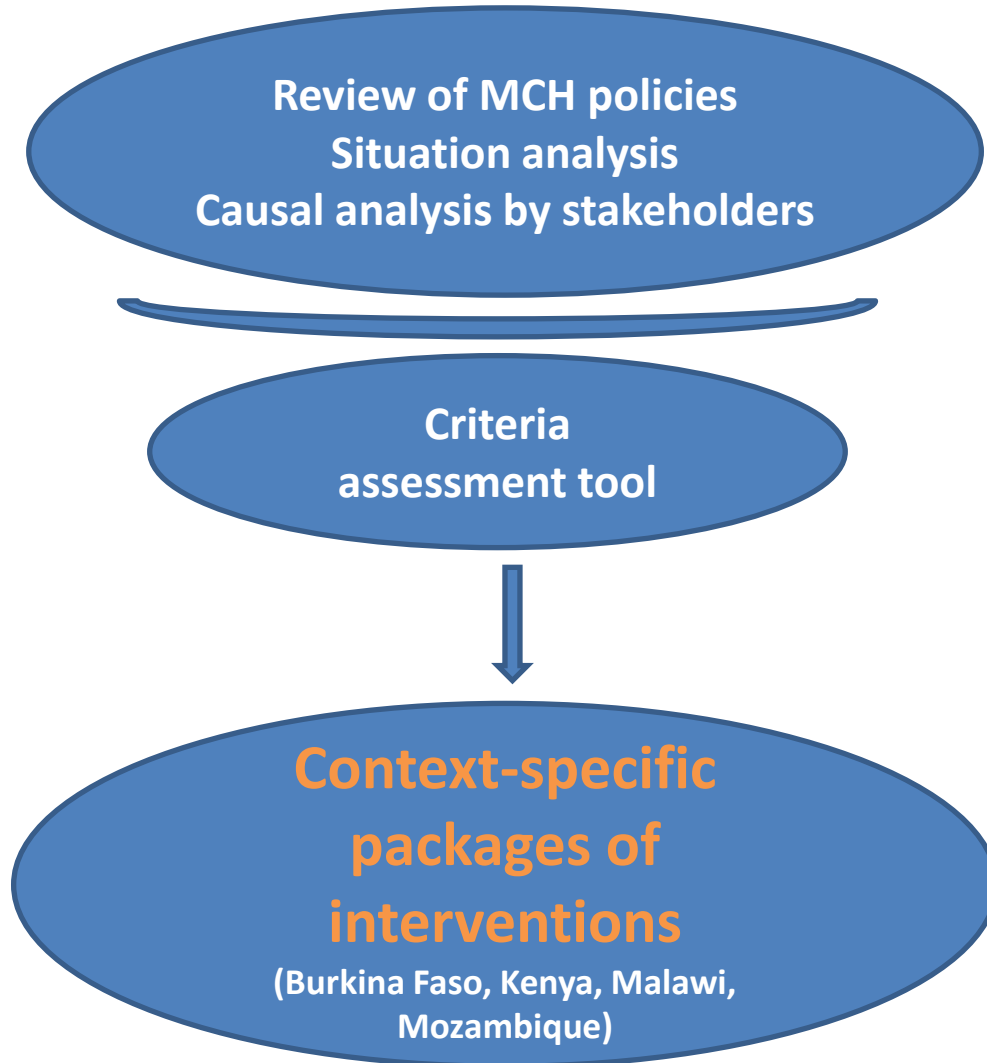 Review of MCH policies
Situation analysis
Causal analysis by stakeholders
Criteria
assessment tool
Context-specific
packages of
interventions
(Burkina Faso, Kenya, Malawi,
Mozambique)